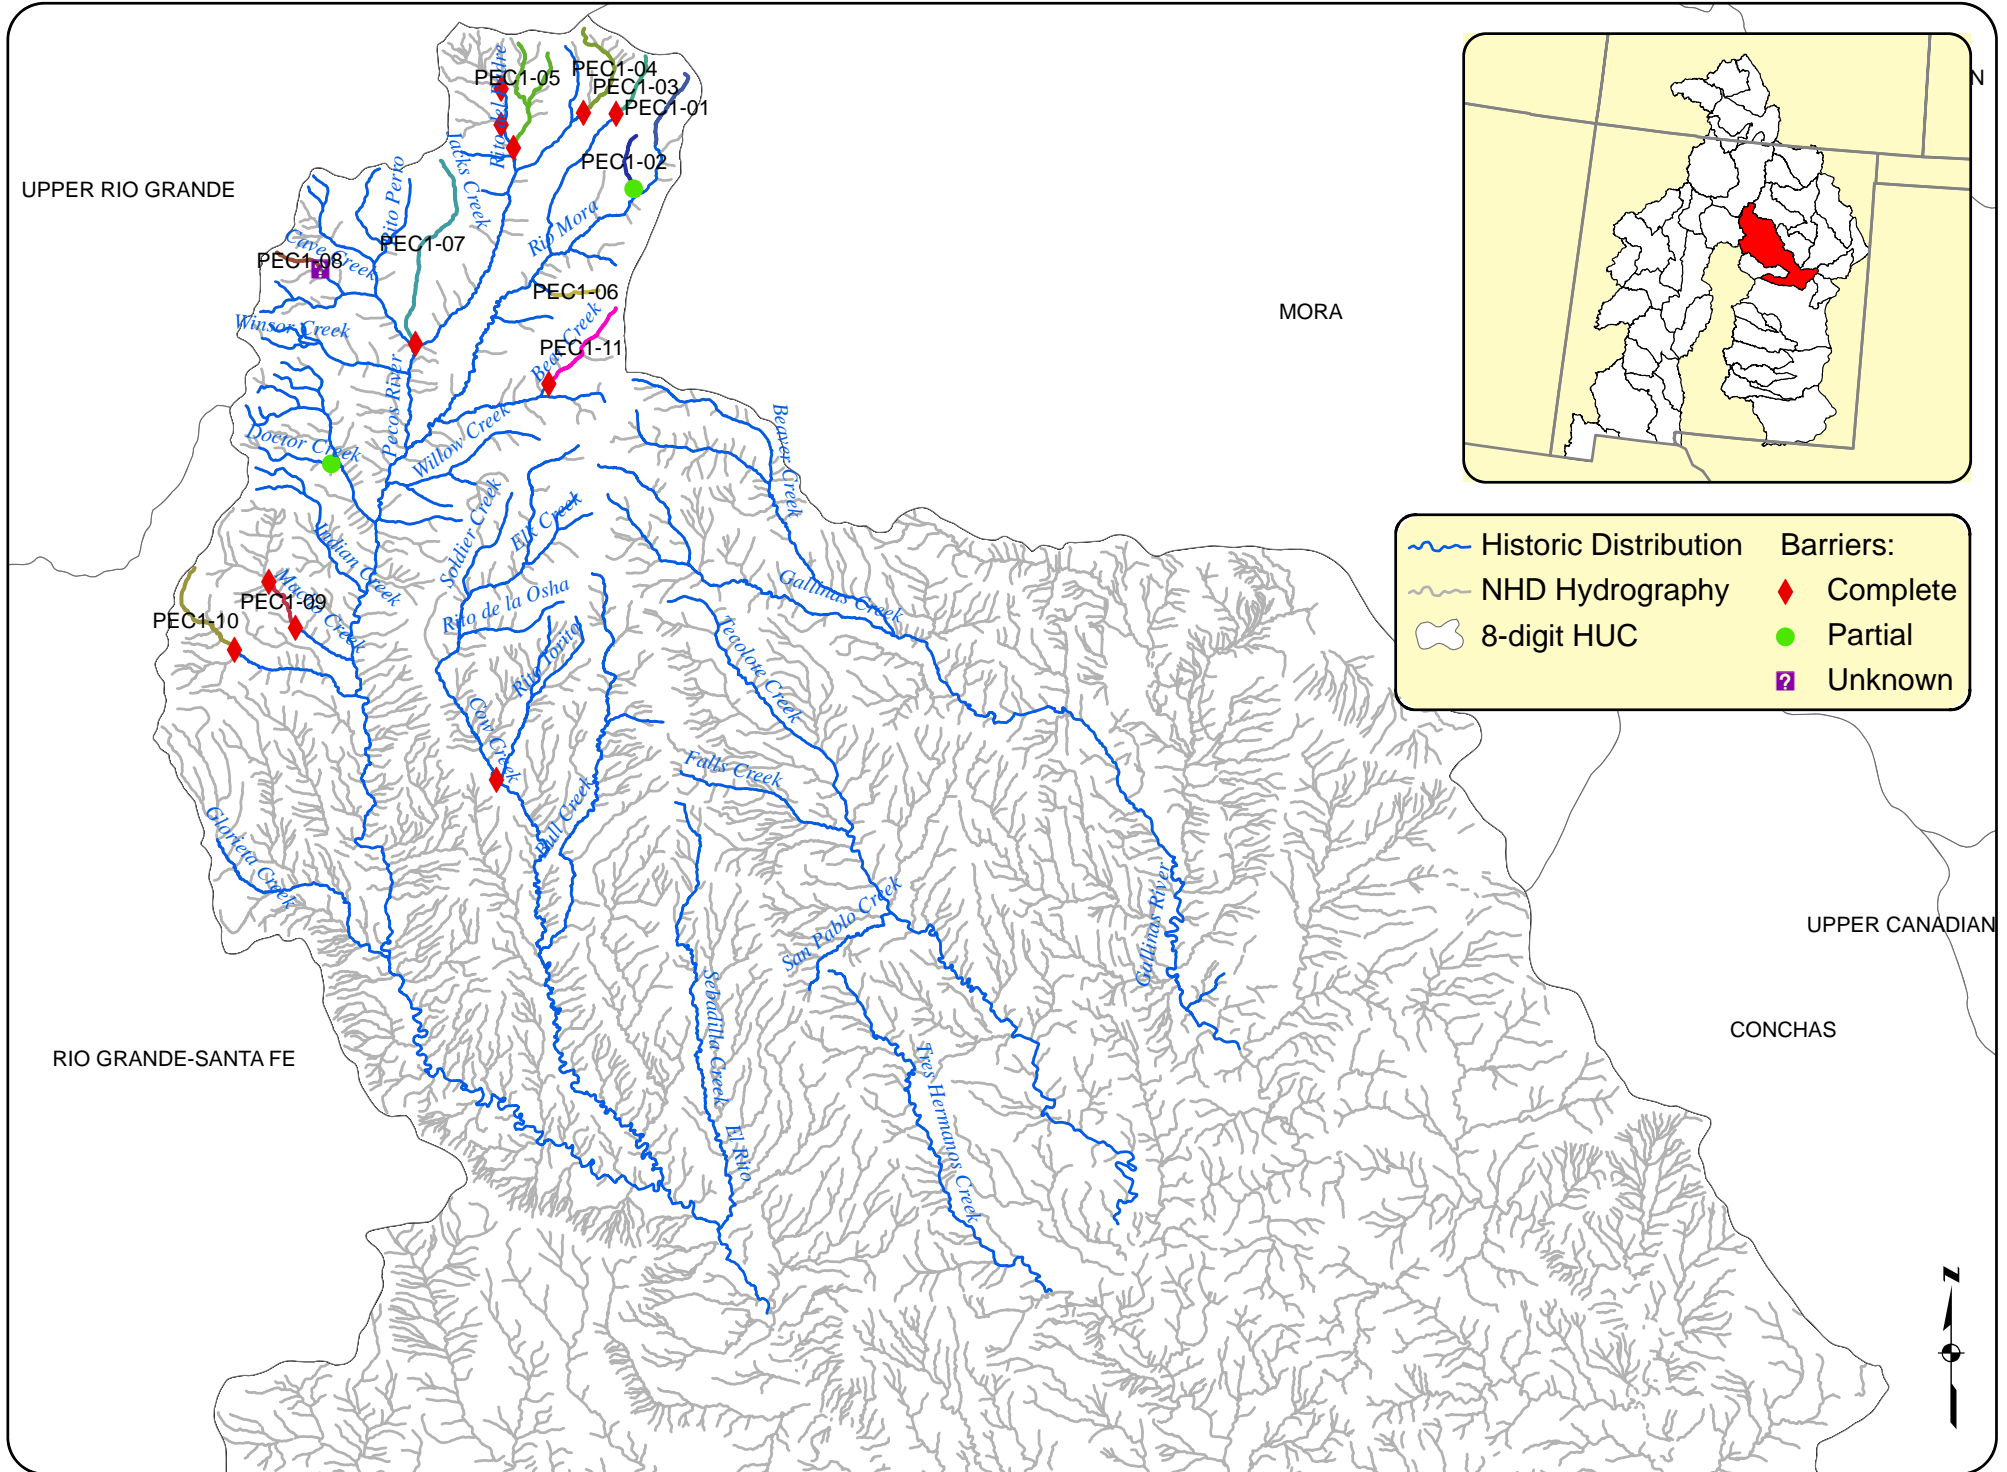 PEC1-05
PEC1-04
PEC1-03
PEC1-01
PEC1-02
Rito del Padre
Jacks Creek
Rito Perro
UPPER RIO GRANDE
Rio Mora
PEC1-07
Cave Creek
PEC1-08
?
PEC1-06
Winsor Creek
Bear Creek
PEC1-11
MORA
Pecos River
Doctor Creek
Willow Creek
Beaver Creek
Soldier Creek
Elk Creek
Indian Creek
Macho Creek
PEC1-09
PEC1-10
Rito de la Osha
Gallinas Creek
Rito Tortol
Tecolote Creek
Cow Creek
Falls Creek
Bull Creek
Glorieta Creek
San Pablo Creek
Gallinas River
UPPER CANADIAN
Sebadilla Creek
CONCHAS
RIO GRANDE-SANTA FE
Tres Hermanos Creek
El Rito
N
Historic Distribution
NHD Hydrography
8-digit HUC
Barriers:
Complete
Partial
? Unknown
N